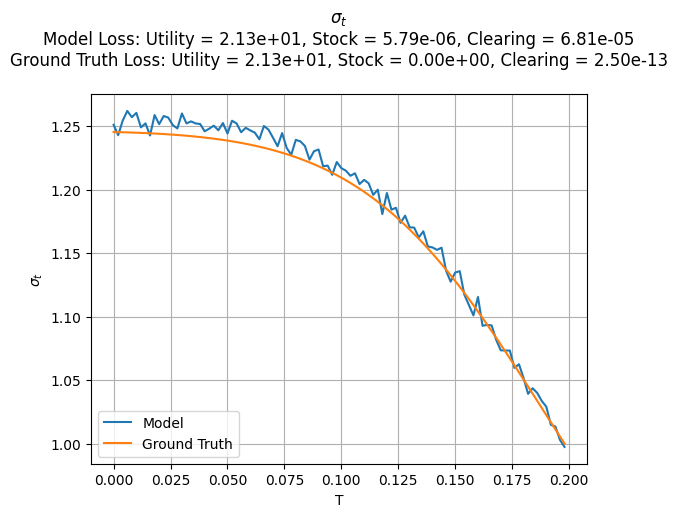 σₜ
Model Loss: Utility = 2.13e+01, Stock = 5.79e-06, Clearing = 6.81e-05
Ground Truth Loss: Utility = 2.13e+01, Stock = 0.00e+00, Clearing = 2.50e-13
1.25
1.20
1.15
1.10
1.05
1.00
σₜ
Model
Ground Truth
0.000 0.025 0.050 0.075 0.100 0.125 0.150 0.175 0.200
T